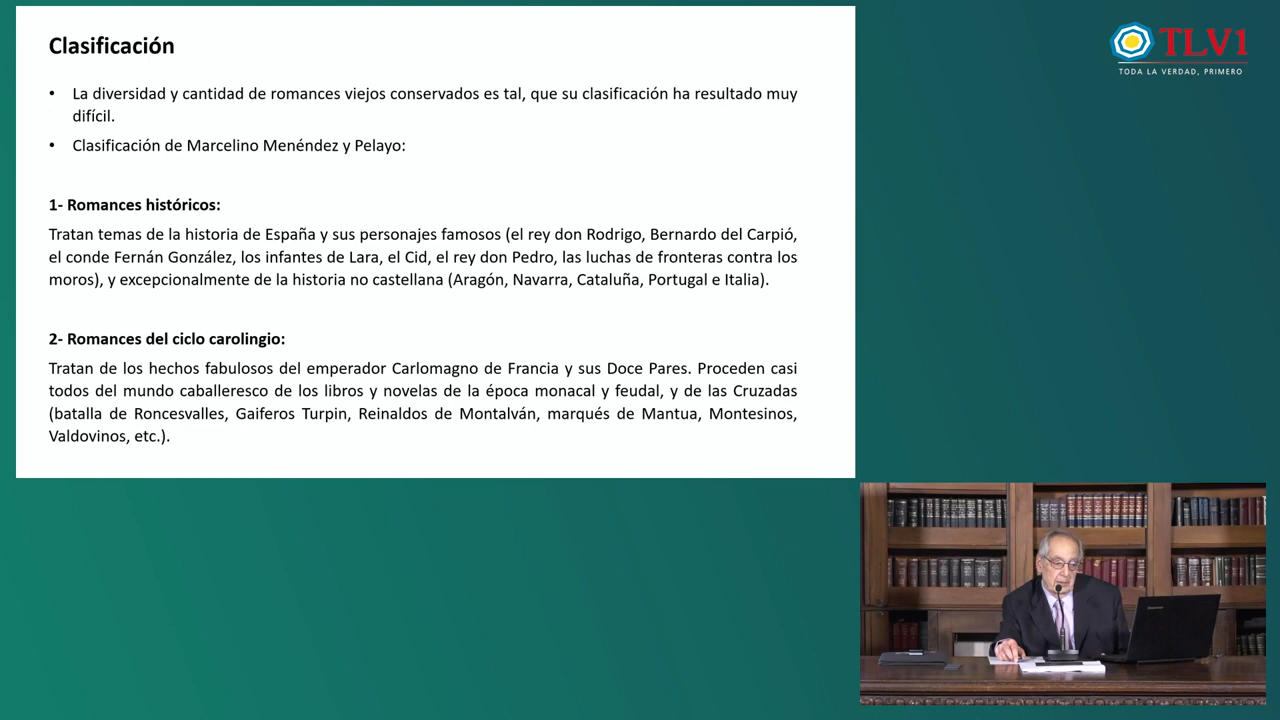 Clasificación
• La diversidad y cantidad de romances viejos conservados es tal, que su clasificación ha resultado muy
difícil.
• Clasificación de Marcelino Menéndez y Pelayo:
1- Romances históricos:
Tratan temas de la historia de España y sus personajes famosos (el rey don Rodrigo, Bernardo del Carpió,
el conde Fernán González, los infantes de Lara, el Cid, el rey don Pedro, las luchas de fronteras contra los
moros), y excepcionalmente de la historia no castellana (Aragón, Navarra, Cataluña, Portugal e Italia).
2- Romances del ciclo carolingio:
Tratan de los hechos fabulosos del emperador Carlomagno de Francia y sus Doce Pares. Proceden casi
todos del mundo caballeresco de los libros y novelas de la época monacal y feudal, y de las Cruzadas
(batalla de Roncesvalles, Gaiferos Turpin, Reinaldos de Montalván, marqués de Mantua, Montesinos,
Valdovinos, etc.).
TLV1
TODA LA VERDAD, PRIMERO